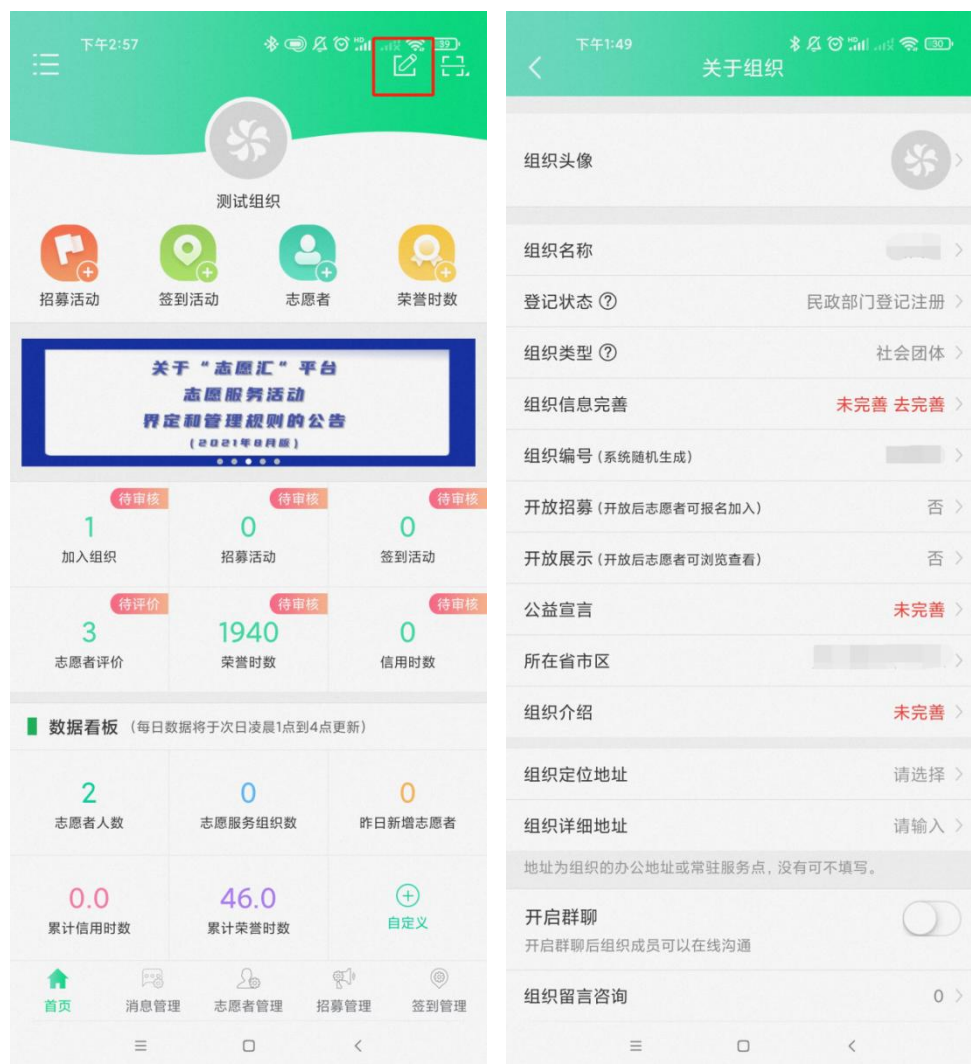 下午2:57
39
测试组织
招募活动
签到活动
志愿者
荣誉时数
关于“志愿汇”平台
志愿服务活动
界定和管理规则的公告
(2021年8月版)
待审核
待审核
待审核
1
0
0
加入组织
招募活动
签到活动
待评价
待审核
待审核
3
1940
0
志愿者评价
荣誉时数
信用时数
数据看板 (每日数据将于次日凌晨1点到4点更新)
2
0
0
志愿者人数
志愿服务组织数
昨日新增志愿者
0.0
46.0
累计信用时数
累计荣誉时数
自定义
首页
消息管理
志愿者管理
招募管理
签到管理
下午1:49
30
关于组织
组织头像
组织名称
登记状态 ? 民政部门登记注册
组织类型 ? 社会团体
组织信息完善 未完善 去完善
组织编号 (系统随机生成)
开放招募 (开放后志愿者可报名加入) 否
开放展示 (开放后志愿者可浏览查看) 否
公益宣言 未完善
所在省市区
组织介绍 未完善
组织定位地址 请选择
组织详细地址 请输入
地址为组织的办公地址或常驻服务点，没有可不填写。
开启群聊
开启群聊后组织成员可以在线沟通
组织留言咨询 0